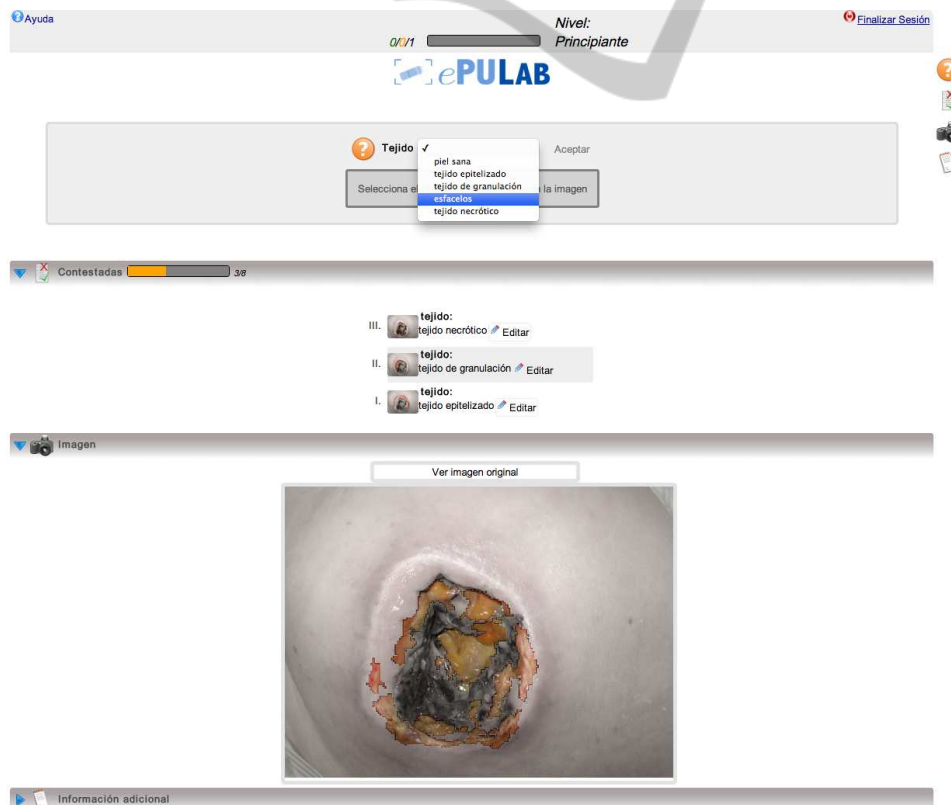 Ayuda
Nivel:
Finalizar Sesión
0/0/1
Principiante
ePULAB
Tejido ✓
Aceptar
piel sana
tejido epitelizado
tejido de granulación
Selecciona el
la imagen
esfacelos
tejido necrótico
Contestadas
3/8
III. tejido:
tejido necrótico Editar
II. tejido:
tejido de granulación Editar
I. tejido:
tejido epitelizado Editar
Imagen
Ver imagen original
Información adicional